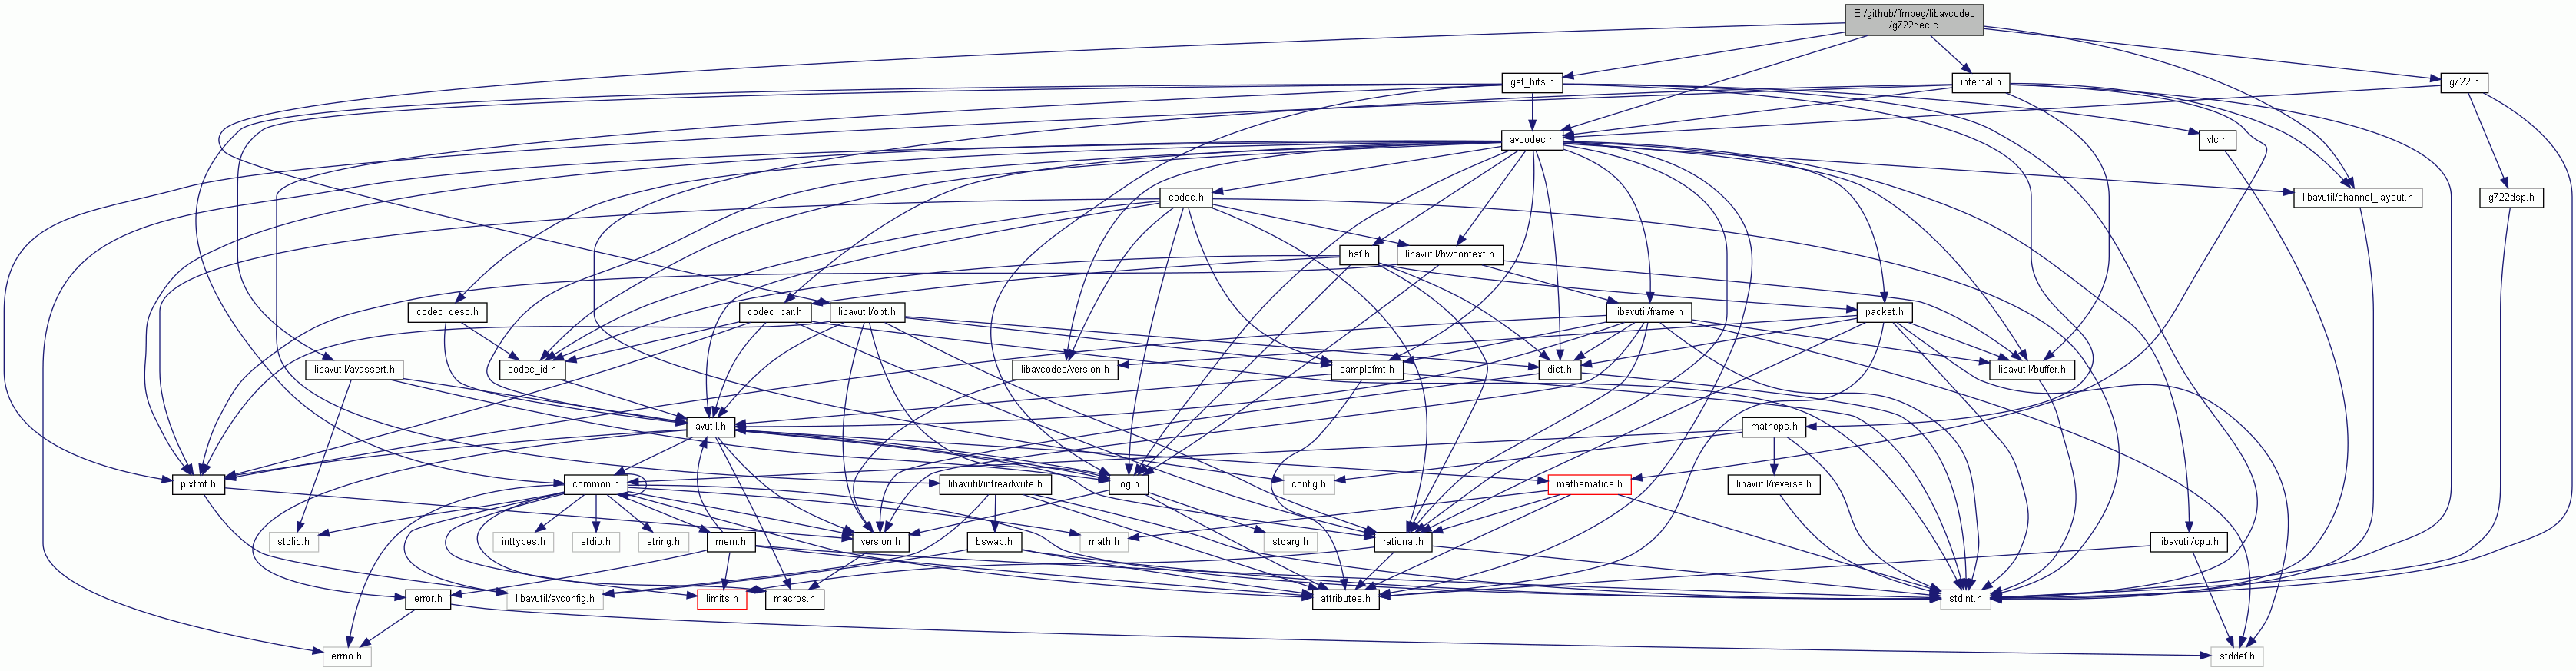 E:/github/ffmpeg/libavcodec
/g722dec.c
get_bits.h
internal.h
g722.h
avcodec.h
vlc.h
codec.h
libavutil/channel_layout.h
g722dsp.h
bsf.h
libavutil/hwcontext.h
codec_desc.h
codec_par.h
libavutil/opt.h
libavutil/frame.h
packet.h
libavutil/avassert.h
codec_id.h
libavcodec/version.h
samplefmt.h
dict.h
libavutil/buffer.h
avutil.h
mathops.h
pixfmt.h
common.h
libavutil/intreadwrite.h
log.h
config.h
mathematics.h
libavutil/reverse.h
stdlib.h
inttypes.h
stdio.h
string.h
mem.h
version.h
bswap.h
math.h
stdarg.h
rational.h
libavutil/cpu.h
error.h
libavutil/avconfig.h
limits.h
macros.h
attributes.h
stdint.h
errno.h
stddef.h